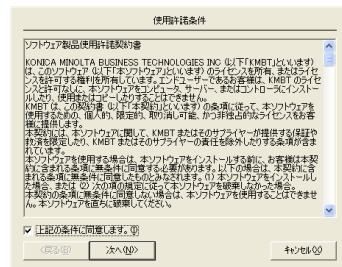 使用許諾条件
ソフトウェア製品使用許諾契約書
KONICA MINOLTA BUSINESS TECHNOLOGIES INC (以下「KMBT」といいます)
は、このソフトウェア (以下「本ソフトウェア」といいます) のライセンスを所有、またはライセ
ンスを許可する権利を所有しています。エンドユーザーであるお客様は、KMBT のライセ
ンスと許可なしに、本ソフトウェアをコンピュータ、サーバー、またはコントローラにインストー
ルしたり、使用またはコピーしたりすることはできません。
KMBT は、この契約書 (以下「本契約」といいます) の条項に従って、本ソフトウェアを
使用するための、個人的、限定的、取り消し可能、かつ非独占的なライセンスをお客
様に提供します。
本契約には、本ソフトウェアに関して、KMBT またはそのサプライヤーが提供する保証や
救済を限定したり、KMBT またはそのサプライヤーの責任を除外したりする条項が含ま
れています。
本ソフトウェアを使用する場合は、本ソフトウェアをインストールする前に、お客様は本契
約に含まれる条項に無条件に同意する必要があります。以下の場合は、本契約に含
まれる条項に無条件に同意したものとみなされます。(1) 本ソフトウェアをインストールし
た場合、または (2) 次の項の規定に従って本ソフトウェアを破棄しなかった場合。
本契約の条項に無条件に同意しない場合は、本ソフトウェアを使用することはできませ
ん。本ソフトウェアを直ちに破棄してください。
上記の条件に同意します。(I)
<戻る(B) 次へ(N)> キャンセル(X)